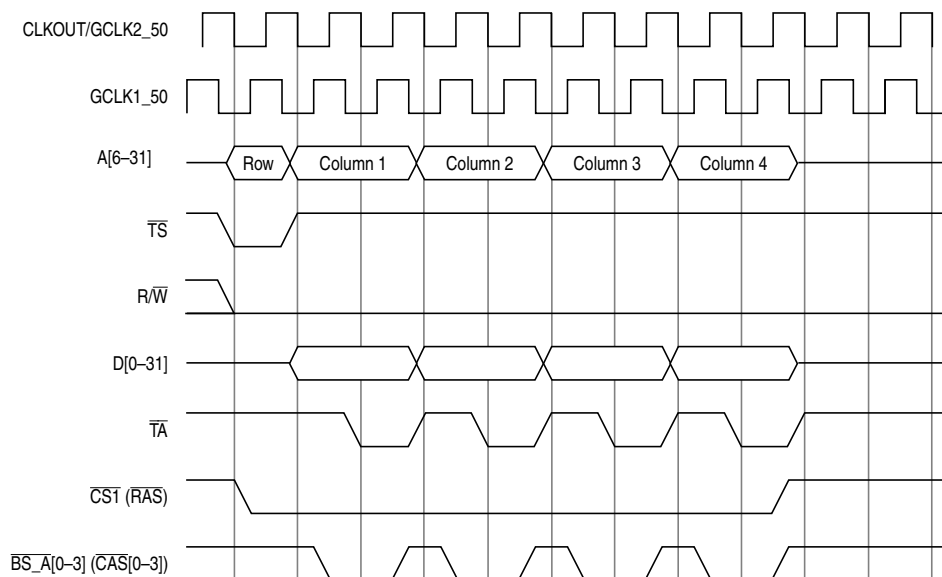 CLKOUT/GCLK2_50
GCLK1_50
A[6–31]
Row
Column 1
Column 2
Column 3
Column 4
TS
R/W
D[0–31]
TA
CS1 (RAS)
BS_A[0–3] (CAS[0–3])